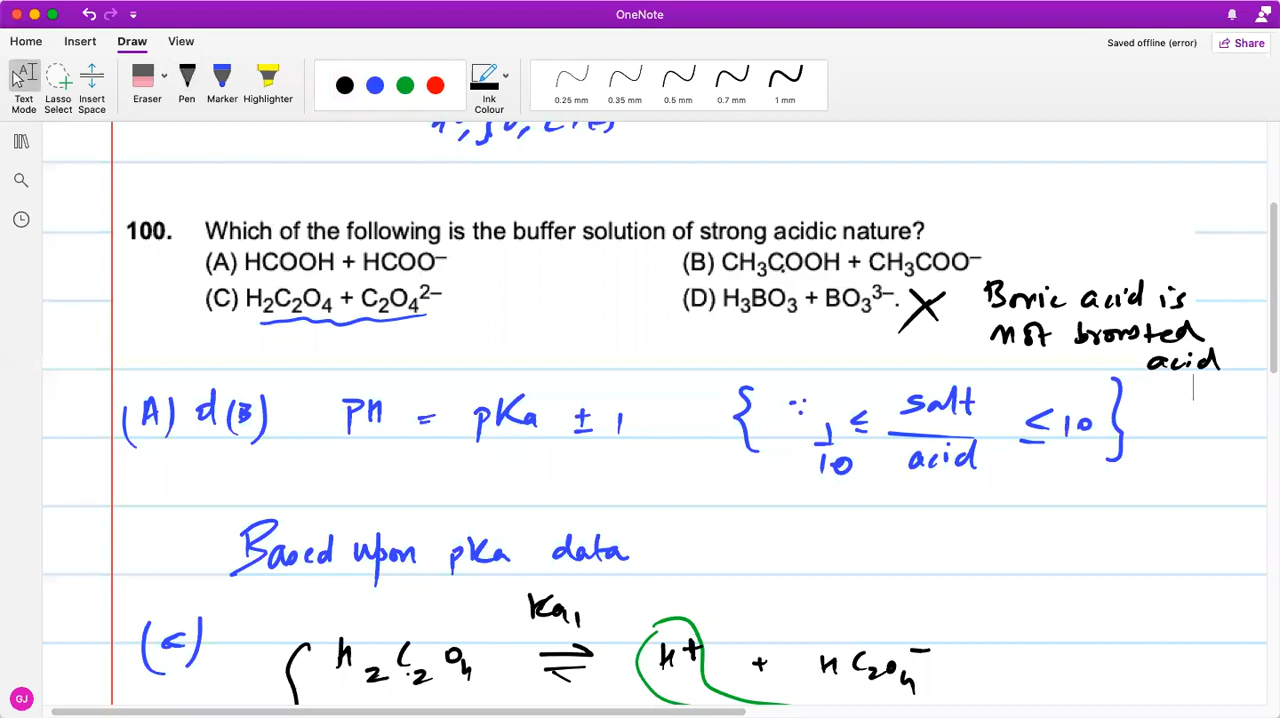 OneNote
Home Insert Draw View
Saved offline (error)
Share
Text Mode
Lasso Select
Insert Space
Eraser
Pen
Marker
Highlighter
Ink Colour
0.25 mm
0.35 mm
0.5 mm
0.7 mm
1 mm
100. Which of the following is the buffer solution of strong acidic nature?
(A) HCOOH + HCOO⁻
(B) CH₃COOH + CH₃COO⁻
(C) H₂C₂O₄ + C₂O₄²⁻
(D) H₃BO₃ + BO₃³⁻.
Boric acid is
not bronsted
acid
(A) d (B) pH = pKa ± 1 { ∵ 1/10 ≤ salt/acid ≤ 10 }
Based upon pKa data
Ka₁
(c) H₂C₂O₄ ⇌ H⁺ + HC₂O₄⁻
GJ